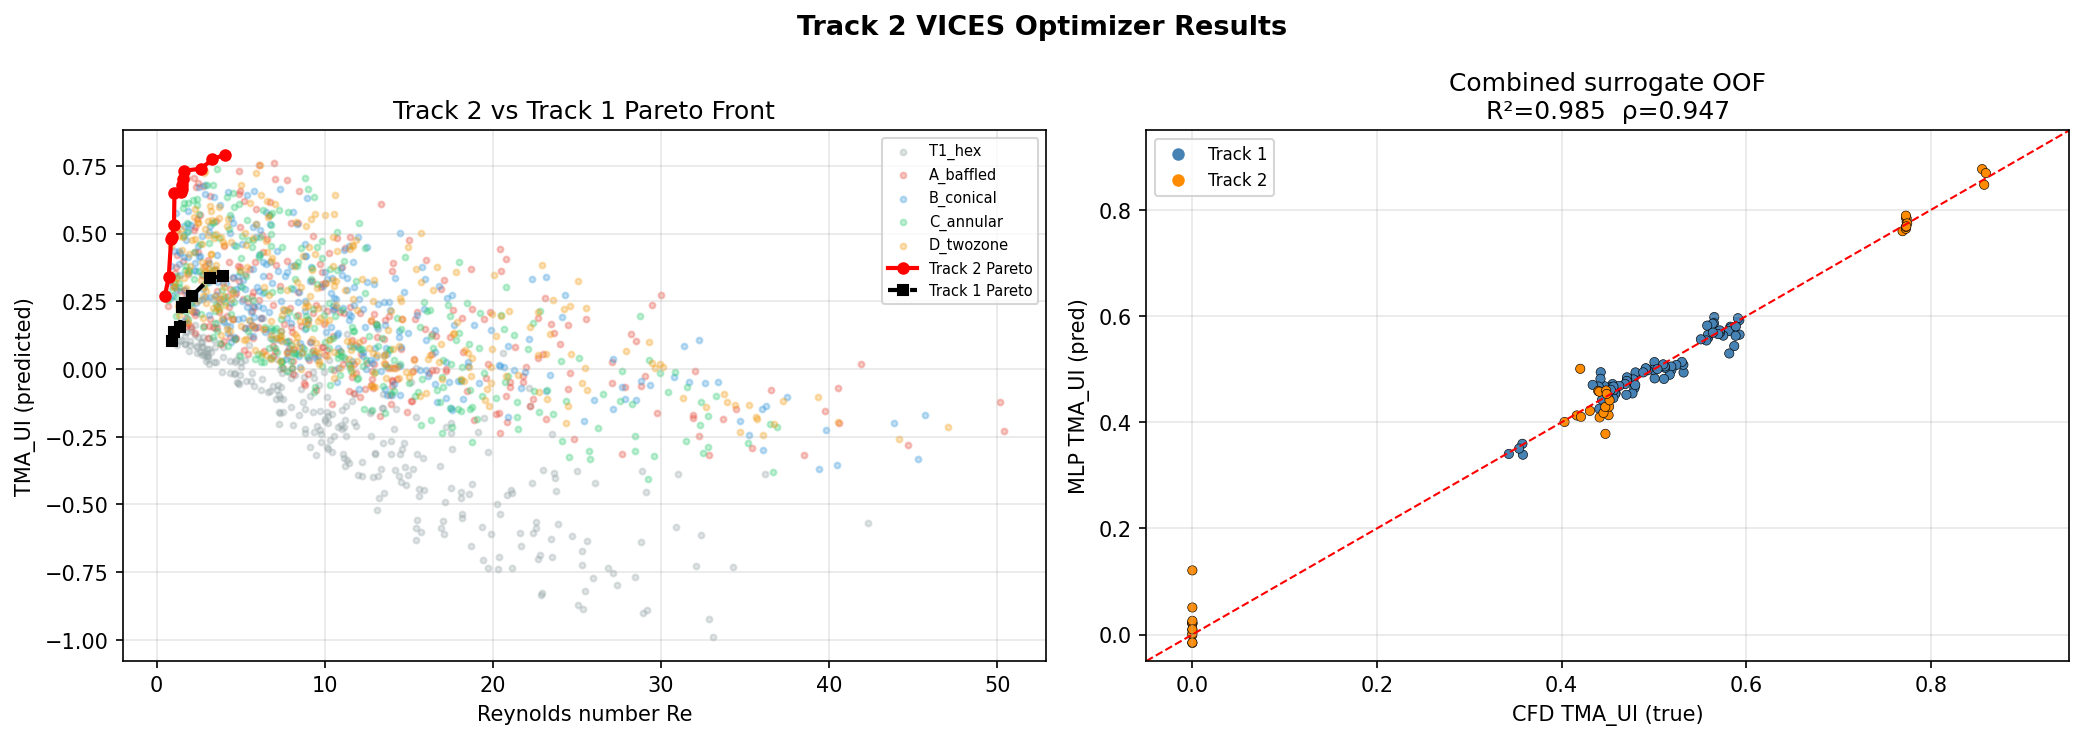 Track 2 VICES Optimizer Results
Track 2 vs Track 1 Pareto Front
TMA_UI (predicted)
0.75
0.50
0.25
0.00
−0.25
−0.50
−0.75
−1.00
0
10
20
30
40
50
Reynolds number Re
T1_hex
A_baffled
B_conical
C_annular
D_twozone
Track 2 Pareto
Track 1 Pareto
Combined surrogate OOF
R²=0.985 ρ=0.947
MLP TMA_UI (pred)
0.8
0.6
0.4
0.2
0.0
0.0
0.2
0.4
0.6
0.8
CFD TMA_UI (true)
Track 1
Track 2